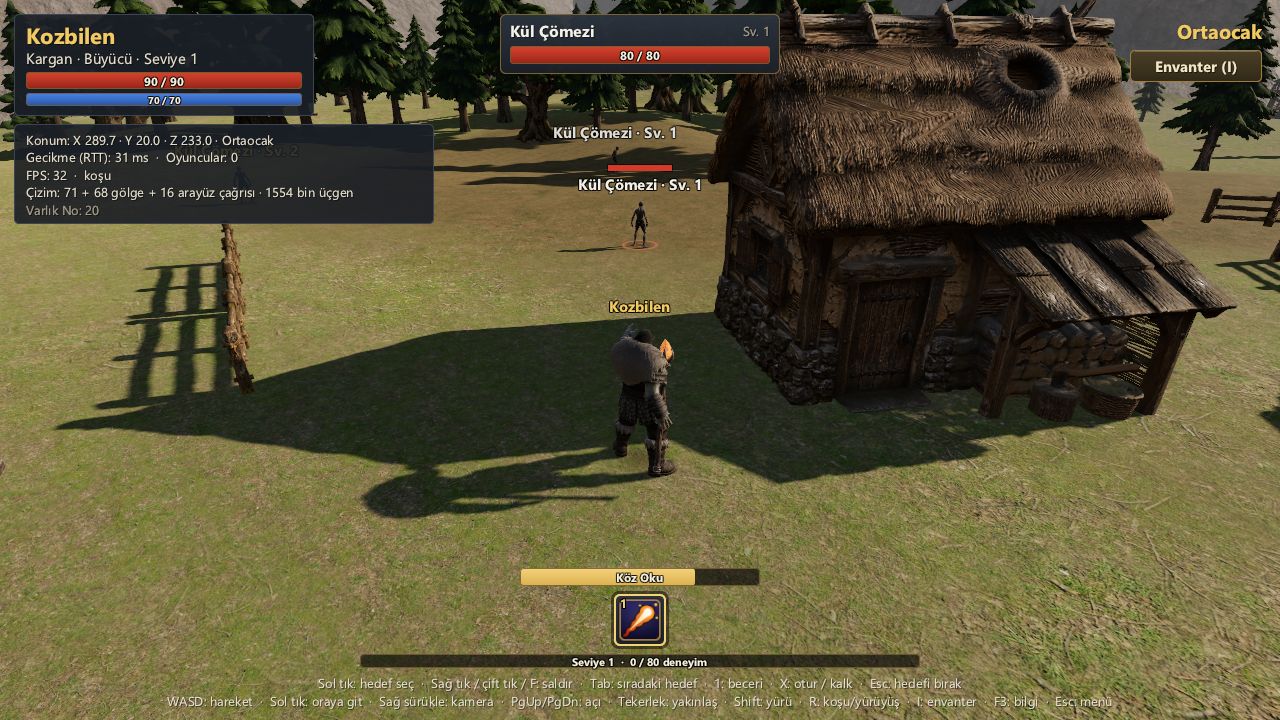 Kozbilen
Kargan · Büyücü · Seviye 1
90 / 90
70 / 70
Kül Çömezi
Sv. 1
80 / 80
Ortaocak
Envanter (I)
Konum: X 289.7 · Y 20.0 · Z 233.0 · Ortaocak
Gecikme (RTT): 31 ms · Oyuncular: 0
FPS: 32 · koşu
Çizim: 71 + 68 gölge + 16 arayüz çağrısı · 1554 bin üçgen
Varlık No: 20
Kül Çömezi · Sv. 1
Kül Çömezi · Sv. 1
Kozbilen
Köz Oku
1
Seviye 1 · 0 / 80 deneyim
Sol tık: hedef seç · Sağ tık / çift tık / F: saldır · Tab: sıradaki hedef · 1: beceri · X: otur / kalk · Esc: hedefi bırak
WASD: hareket · Sol tık: oraya git · Sağ sürükle: kamera · PgUp/PgDn: açı · Tekerlek: yakınlaş · Shift: yürü · R: koşu/yürüyüş · I: envanter · F3: bilgi · Esc: menü